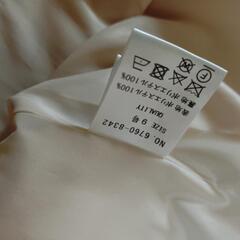 NO. 6760-8342
SIZE 9 号
QUALITY
表地 ポリエステル100%
裏地 ポリエステル100%
F